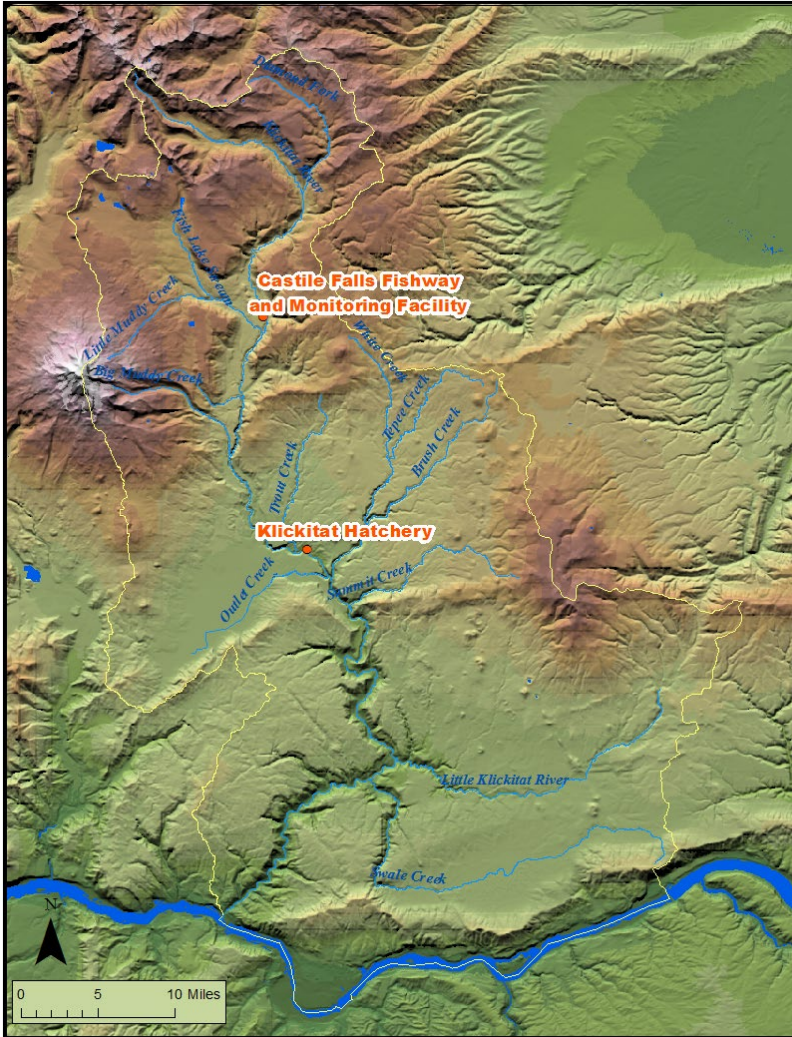 Diamond Fork
Klickitat River
Fish Lake Stream
Castile Falls Fishway
and Monitoring Facility
Little Muddy Creek
White Creek
Big Muddy Creek
Tepee Creek
Brush Creek
Trout Creek
Klickitat Hatchery
Outlet Creek
Summit Creek
Little Klickitat River
Swale Creek
N
0 5 10 Miles